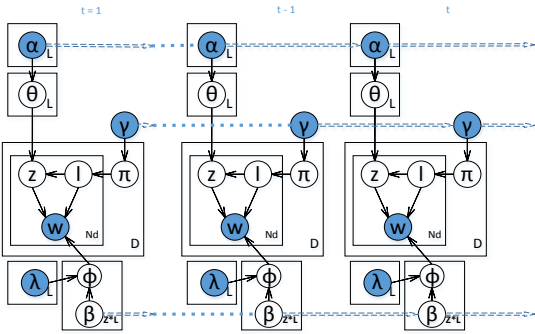 t = 1 t - 1 t
α L α L α L
θ L θ L θ L
γ γ γ
z l π z l π z l π
w Nd D w Nd D w Nd D
λ L ϕ λ L ϕ λ L ϕ
β Z*L β Z*L β Z*L